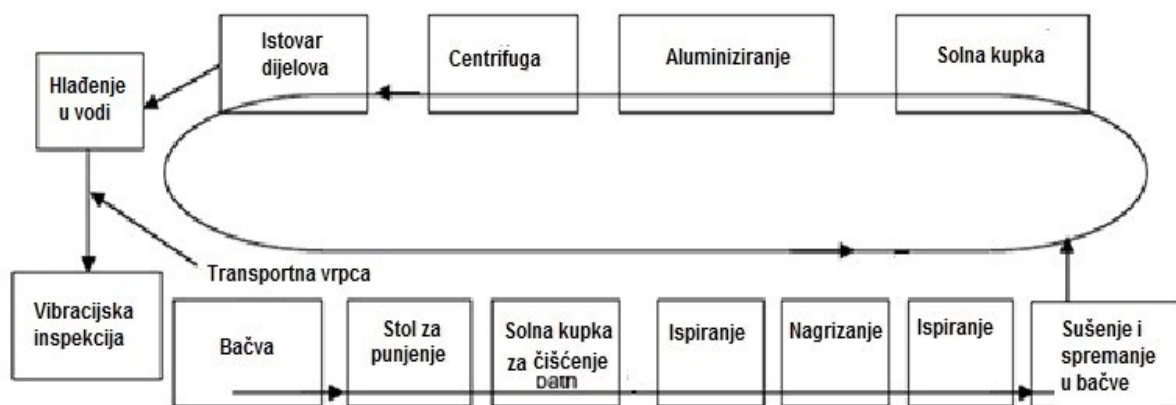 Istovar
dijelova
Centrifuga
Aluminiziranje
Solna kupka
Hlađenje
u vodi
Transportna vrpca
Vibracijska
inspekcija
Bačva
Stol za
punjenje
Solna kupka
za čišćenje
Ispiranje
Nagrizanje
Ispiranje
Sušenje i
spremanje
u bačve